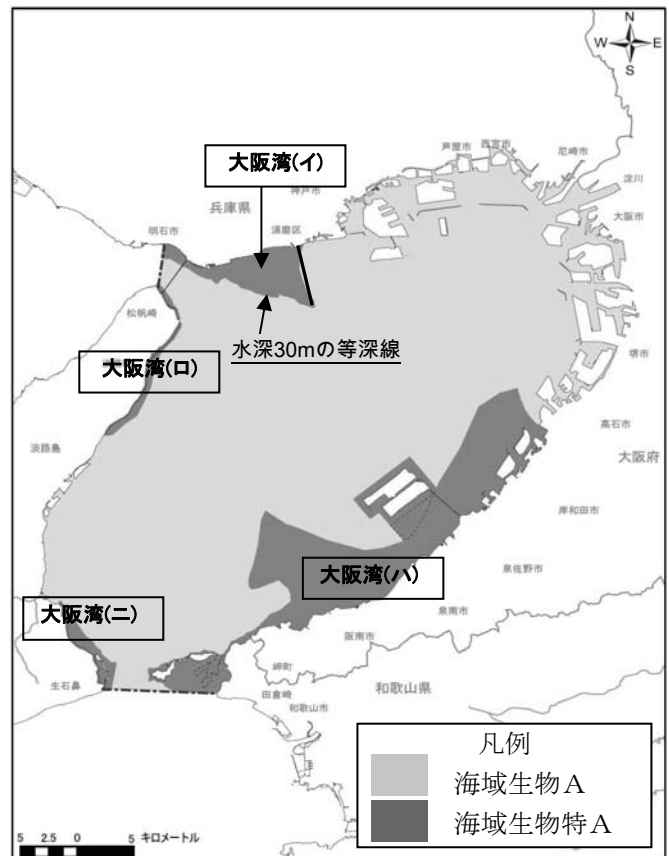 N
W E
S
芦屋市
西宮市
尼崎市
淀川
大阪市
大阪湾(イ)
神戸市
兵庫県
明石市
須磨区
松帆崎
水深30mの等深線
大阪湾(ロ)
堺市
高石市
淡路島
大阪府
岸和田市
大阪湾(ハ)
泉佐野市
大阪湾(ニ)
泉南市
阪南市
岬町
生石鼻
和歌山県
田倉崎
和歌山市
凡例
海域生物A
海域生物特A
5 2.5 0 5 キロメートル